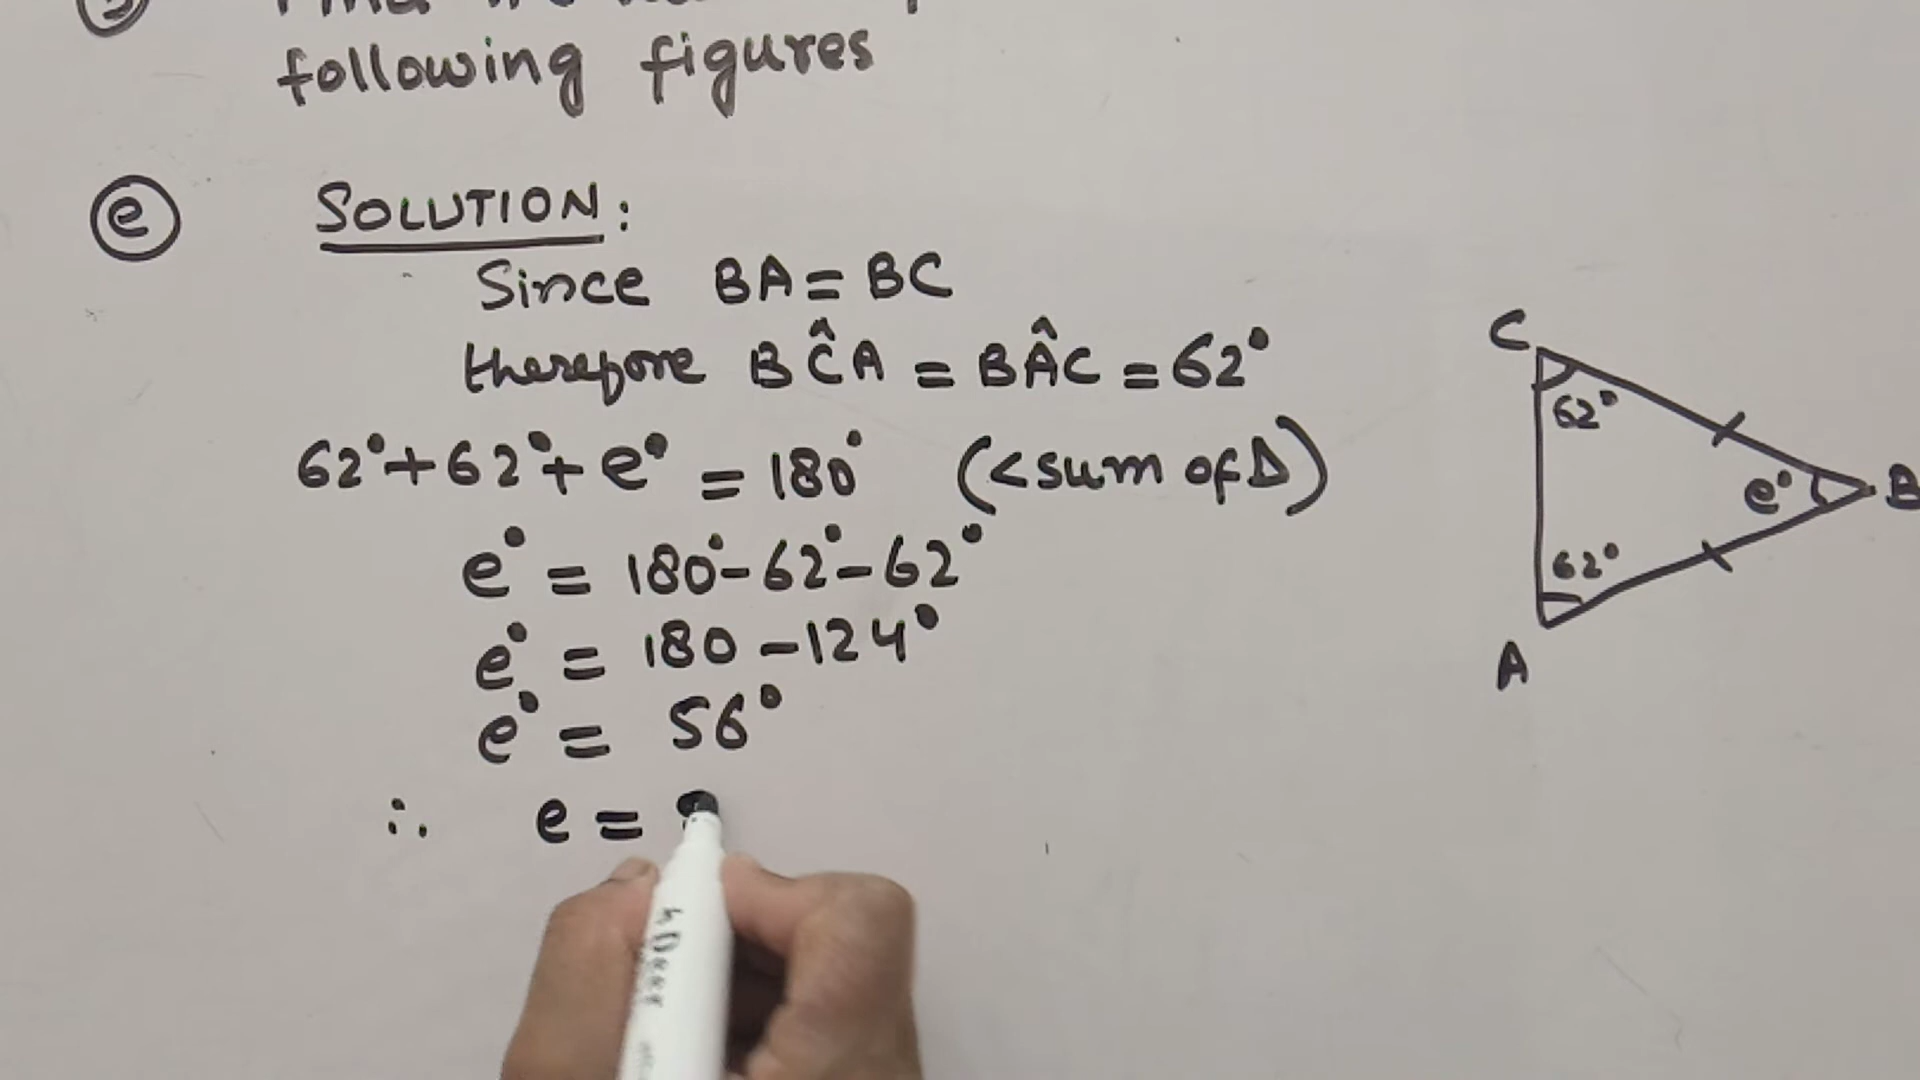 following figures
ⓔ SOLUTION:
Since BA = BC
therefore BĈA = BÂC = 62°
62° + 62° + e° = 180° (< sum of Δ)
e° = 180° - 62° - 62°
e° = 180 - 124°
e° = 56°
∴ e =
C
62°
e° B
62°
A